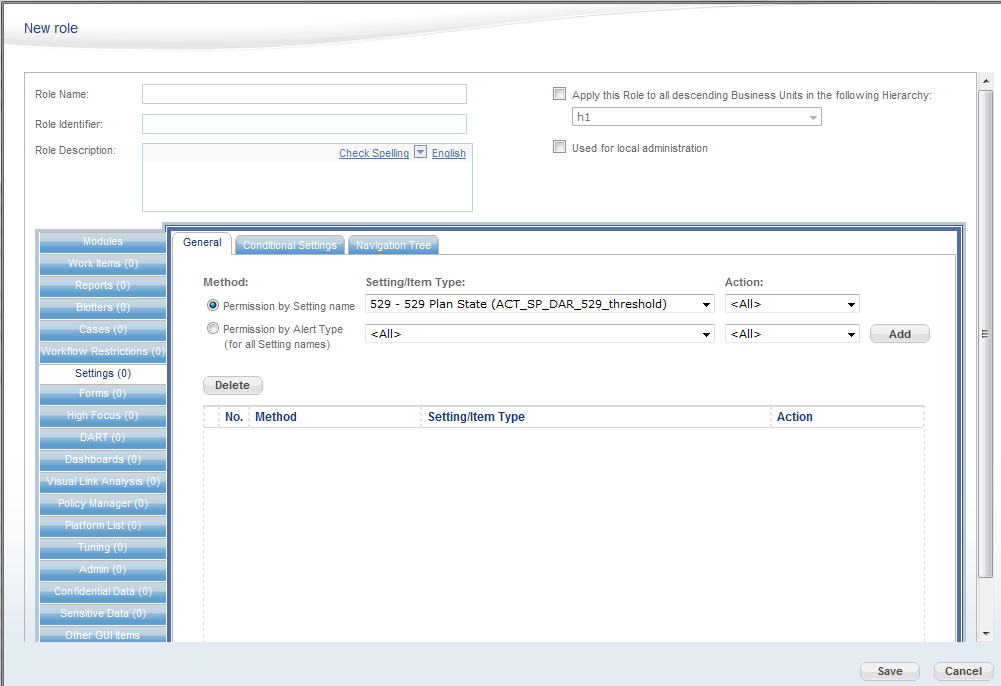 New role
Role Name:
Role Identifier:
Role Description:
Check Spelling English
Apply this Role to all descending Business Units in the following Hierarchy:
h1
Used for local administration
Modules
Work Items (0)
Reports (0)
Blotters (0)
Cases (0)
Workflow Restrictions (0)
Settings (0)
Forms (0)
High Focus (0)
DART (0)
Dashboards (0)
Visual Link Analysis (0)
Policy Manager (0)
Platform List (0)
Tuning (0)
Admin (0)
Confidential Data (0)
Sensitive Data (0)
Other GUI Items
General Conditional Settings Navigation Tree
Method: Setting/Item Type: Action:
Permission by Setting name 529 - 529 Plan State (ACT_SP_DAR_529_threshold) <All>
Permission by Alert Type <All> <All> Add
(for all Setting names)
Delete
No. Method Setting/Item Type Action
Save Cancel